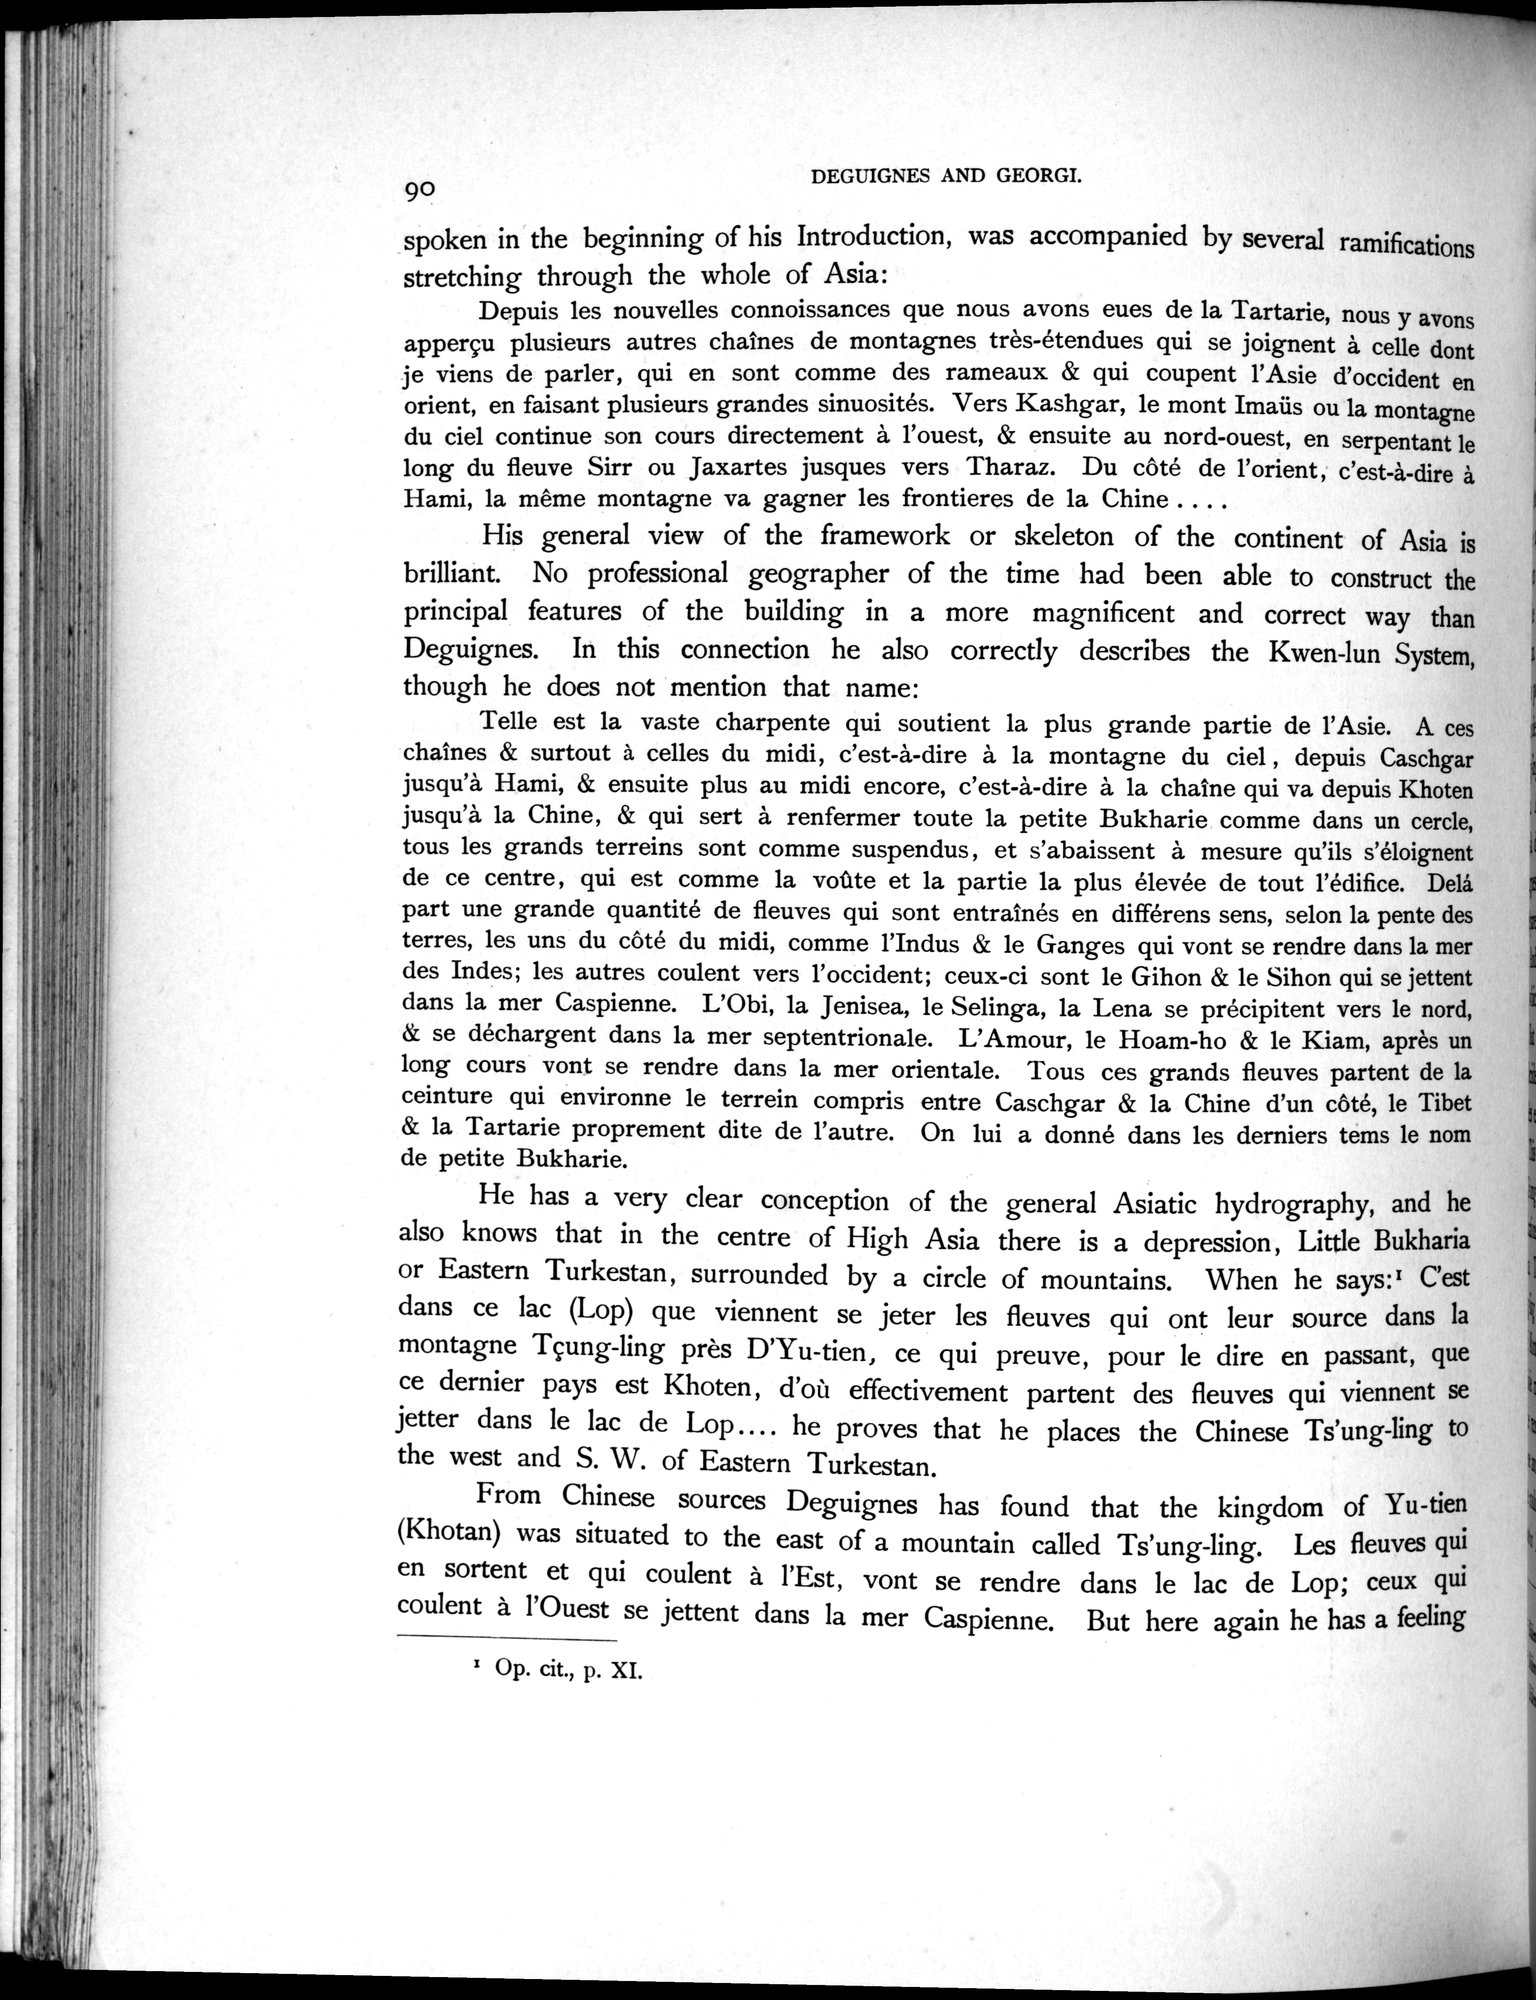 90
DEGUIGNES AND GEORGI.
spoken in the beginning of his Introduction, was accompanied by several ramifications
stretching through the whole of Asia:
Depuis les nouvelles connoissances que nous avons eues de la Tartarie, nous y avons
apperçu plusieurs autres chaînes de montagnes très-étendues qui se joignent à celle dont
je viens de parler, qui en sont comme des rameaux & qui coupent l'Asie d'occident en
orient, en faisant plusieurs grandes sinuosités. Vers Kashgar, le mont Imaüs ou la montagne
du ciel continue son cours directement à l'ouest, & ensuite au nord-ouest, en serpentant le
long du fleuve Sirr ou Jaxartes jusques vers Tharaz. Du côté de l'orient, c'est-à-dire à
Hami, la même montagne va gagner les frontieres de la Chine . . . .
His general view of the framework or skeleton of the continent of Asia is
brilliant. No professional geographer of the time had been able to construct the
principal features of the building in a more magnificent and correct way than
Deguignes. In this connection he also correctly describes the Kwen-lun System,
though he does not mention that name:
Telle est la vaste charpente qui soutient la plus grande partie de l'Asie. A ces
chaînes & surtout à celles du midi, c'est-à-dire à la montagne du ciel, depuis Caschgar
jusqu'à Hami, & ensuite plus au midi encore, c'est-à-dire à la chaîne qui va depuis Khoten
jusqu'à la Chine, & qui sert à renfermer toute la petite Bukharie comme dans un cercle,
tous les grands terreins sont comme suspendus, et s'abaissent à mesure qu'ils s'éloignent
de ce centre, qui est comme la voûte et la partie la plus élevée de tout l'édifice. Delá
part une grande quantité de fleuves qui sont entraînés en différens sens, selon la pente des
terres, les uns du côté du midi, comme l'Indus & le Ganges qui vont se rendre dans la mer
des Indes; les autres coulent vers l'occident; ceux-ci sont le Gihon & le Sihon qui se jettent
dans la mer Caspienne. L'Obi, la Jenisea, le Selinga, la Lena se précipitent vers le nord,
& se déchargent dans la mer septentrionale. L'Amour, le Hoam-ho & le Kiam, après un
long cours vont se rendre dans la mer orientale. Tous ces grands fleuves partent de la
ceinture qui environne le terrein compris entre Caschgar & la Chine d'un côté, le Tibet
& la Tartarie proprement dite de l'autre. On lui a donné dans les derniers tems le nom
de petite Bukharie.
He has a very clear conception of the general Asiatic hydrography, and he
also knows that in the centre of High Asia there is a depression, Little Bukharia
or Eastern Turkestan, surrounded by a circle of mountains. When he says:¹ C'est
dans ce lac (Lop) que viennent se jeter les fleuves qui ont leur source dans la
montagne Tçung-ling près D'Yu-tien, ce qui preuve, pour le dire en passant, que
ce dernier pays est Khoten, d'où effectivement partent des fleuves qui viennent se
jetter dans le lac de Lop.... he proves that he places the Chinese Ts'ung-ling to
the west and S. W. of Eastern Turkestan.
From Chinese sources Deguignes has found that the kingdom of Yu-tien
(Khotan) was situated to the east of a mountain called Ts'ung-ling. Les fleuves qui
en sortent et qui coulent à l'Est, vont se rendre dans le lac de Lop; ceux qui
coulent à l'Ouest se jettent dans la mer Caspienne. But here again he has a feeling
¹ Op. cit., p. XI.